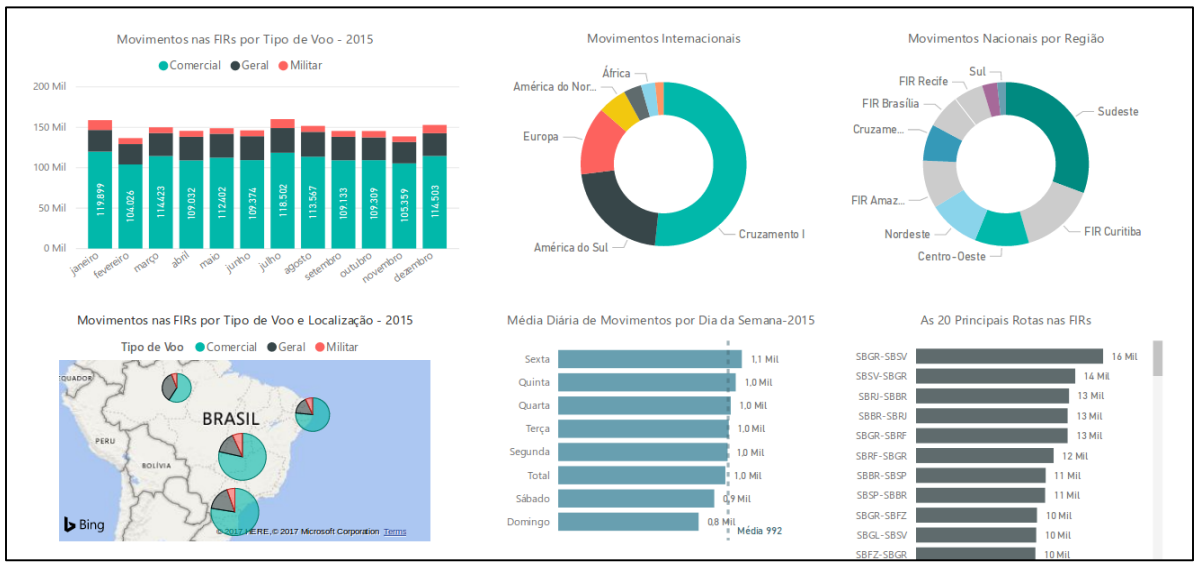 Movimentos nas FIRs por Tipo de Voo - 2015
Comercial Geral Militar
200 Mil
150 Mil
100 Mil
50 Mil
0 Mil
119.899
104.026
114.423
109.032
112.402
109.374
118.502
113.567
109.133
109.309
105.359
114.503
janeiro
fevereiro
março
abril
maio
junho
julho
agosto
setembro
outubro
novembro
dezembro
Movimentos Internacionais
África
América do Nor...
Europa
América do Sul
Cruzamento I
Movimentos Nacionais por Região
Sul
FIR Recife
FIR Brasília
Cruzame...
FIR Amaz...
Nordeste
Centro-Oeste
FIR Curitiba
Sudeste
Movimentos nas FIRs por Tipo de Voo e Localização - 2015
Tipo de Voo Comercial Geral Militar
EQUADOR
BRASIL
PERU
BOLÍVIA
Bing
© 2017 HERE, © 2017 Microsoft Corporation Terms
Média Diária de Movimentos por Dia da Semana-2015
Sexta 1,1 Mil
Quinta 1,0 Mil
Quarta 1,0 Mil
Terça 1,0 Mil
Segunda 1,0 Mil
Total 1,0 Mil
Sábado 0,9 Mil
Domingo 0,8 Mil
Média 992
As 20 Principais Rotas nas FIRs
SBGR-SBSV 16 Mil
SBSV-SBGR 14 Mil
SBRJ-SBBR 13 Mil
SBBR-SBRJ 13 Mil
SBGR-SBRF 13 Mil
SBRF-SBGR 12 Mil
SBBR-SBSP 11 Mil
SBSP-SBBR 11 Mil
SBGR-SBFZ 10 Mil
SBGL-SBSV 10 Mil
SBFZ-SBGR 10 Mil